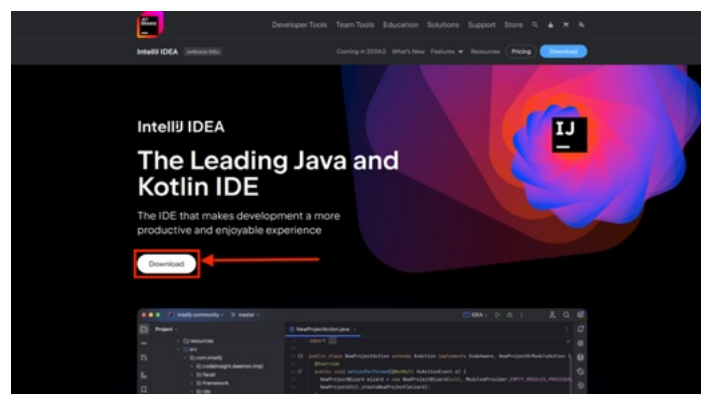 JET
BRAINS
Developer Tools Team Tools Education Solutions Support Store
IntelliJ IDEA JetBrains IDEs Coming in 2024.2 What's New Features Resources Pricing Download
IntelliJ IDEA
IJ
The Leading Java and
Kotlin IDE
The IDE that makes development a more
productive and enjoyable experience
Download
intellij-community master IDEA
Project NewProjectAction.java
resources import
src
com.intellij public class NewProjectAction extends AnAction implements DumbAware, NewProjectOrModuleAction {
codeInsight.daemon.impl @Override
facet public void actionPerformed(@NotNull AnActionEvent e) {
framework NewProjectWizard wizard = new NewProjectWizard(null, ModulesProvider.EMPTY_MODULES_PROVIDER,
ide NewProjectUtil.createNewProject(wizard);